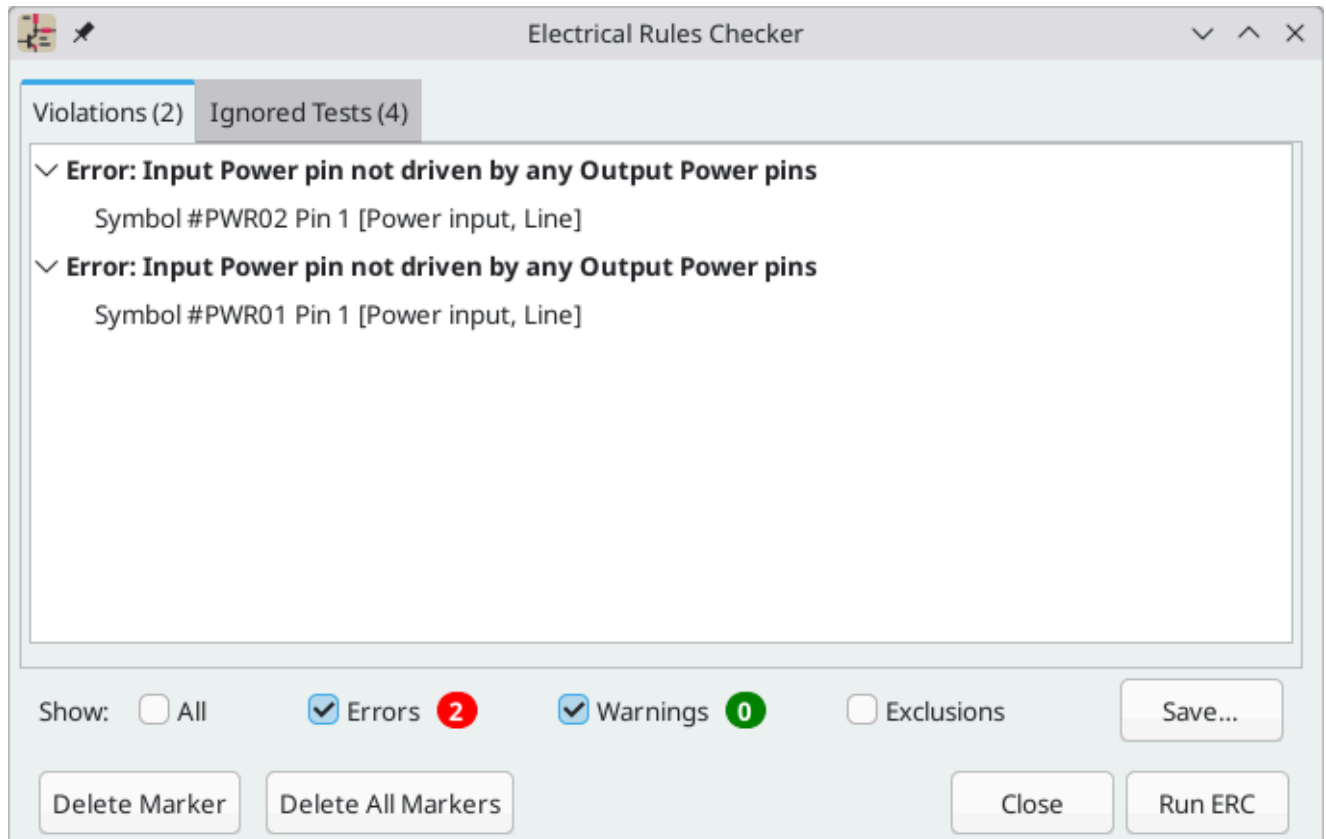 Electrical Rules Checker
Violations (2) Ignored Tests (4)
Error: Input Power pin not driven by any Output Power pins
Symbol #PWR02 Pin 1 [Power input, Line]
Error: Input Power pin not driven by any Output Power pins
Symbol #PWR01 Pin 1 [Power input, Line]
Show: All Errors 2 Warnings 0 Exclusions Save...
Delete Marker Delete All Markers Close Run ERC